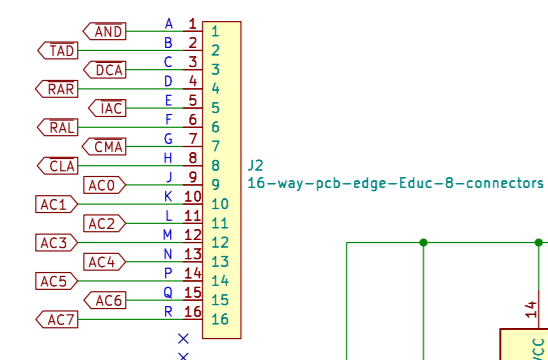 AND A 1 1
TAD B 2 2
DCA C 3 3
RAR D 4 4
IAC E 5 5
RAL F 6 6
CMA G 7 7
CLA H 8 8
J2
AC0 J 9 9
16-way-pcb-edge-Educ-8-connectors
AC1 K 10 10
AC2 L 11 11
AC3 M 12 12
AC4 N 13 13
AC5 P 14 14
AC6 Q 15 15
AC7 R 16 16
14
VCC